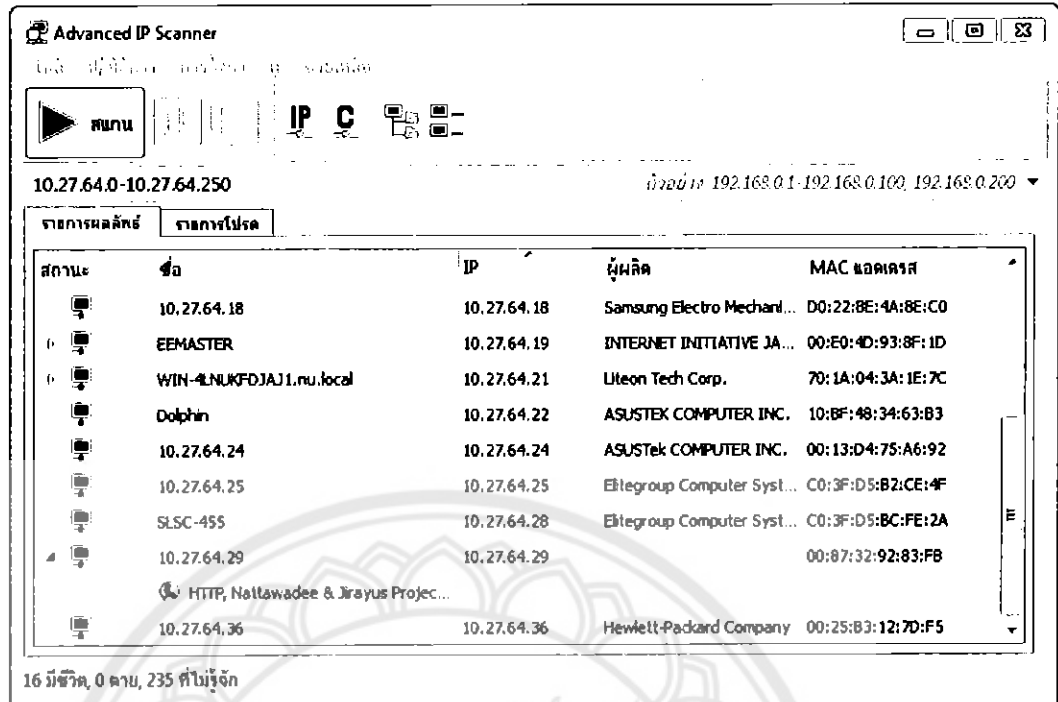 Advanced IP Scanner
สแกน
IP C
10.27.64.0-10.27.64.250
ตัวอย่าง: 192.168.0.1-192.168.0.100, 192.168.0.200
รายการผลลัพธ์ รายการโปรด
สถานะ ชื่อ IP ผู้ผลิต MAC แอดเดรส
10.27.64.18 10.27.64.18 Samsung Electro Mechani... D0:22:BE:4A:8E:C0
EEMASTER 10.27.64.19 INTERNET INITIATIVE JA... 00:E0:4D:93:8F:1D
WIN-4LNUKFDJAJ1.nu.local 10.27.64.21 Liteon Tech Corp. 70:1A:04:3A:1E:7C
Dolphin 10.27.64.22 ASUSTEK COMPUTER INC. 10:BF:48:34:63:B3
10.27.64.24 10.27.64.24 ASUSTek COMPUTER INC. 00:13:D4:75:A6:92
10.27.64.25 10.27.64.25 Elitegroup Computer Syst... C0:3F:D5:B2:CE:4F
SLSC-455 10.27.64.28 Elitegroup Computer Syst... C0:3F:D5:BC:FE:2A
10.27.64.29 10.27.64.29 00:87:32:92:83:FB
HTTP, Nattawadee & Jirayus Projec...
10.27.64.36 10.27.64.36 Hewlett-Packard Company 00:25:B3:12:7D:F5
16 มีชีวิต, 0 ตาย, 235 ที่ไม่รู้จัก